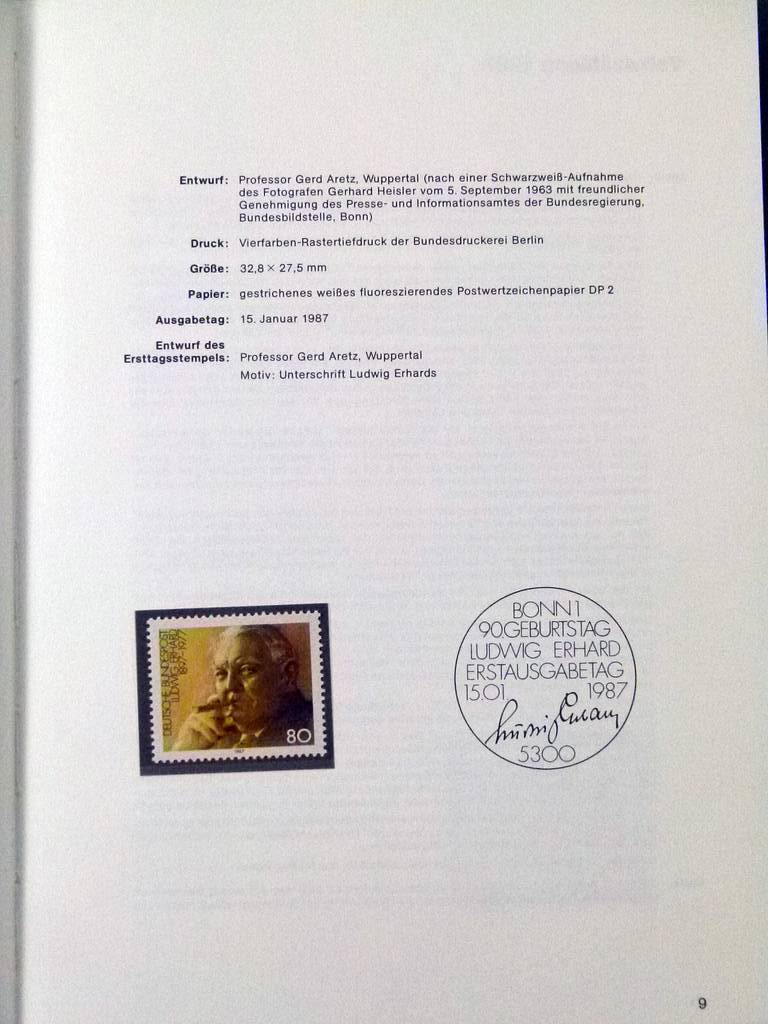 Entwurf: Professor Gerd Aretz, Wuppertal (nach einer Schwarzweiß-Aufnahme
des Fotografen Gerhard Heisler vom 5. September 1963 mit freundlicher
Genehmigung des Presse- und Informationsamtes der Bundesregierung,
Bundesbildstelle, Bonn)
Druck: Vierfarben-Rastertiefdruck der Bundesdruckerei Berlin
Größe: 32,8 × 27,5 mm
Papier: gestrichenes weißes fluoreszierendes Postwertzeichenpapier DP 2
Ausgabetag: 15. Januar 1987
Entwurf des
Ersttagsstempels: Professor Gerd Aretz, Wuppertal
Motiv: Unterschrift Ludwig Erhards
DEUTSCHE BUNDESPOST
LUDWIG ERHARD
1897-1977
80
1987
BONN 1
90.GEBURTSTAG
LUDWIG ERHARD
ERSTAUSGABETAG
15.01. 1987
Ludwig Erhard
5300
9